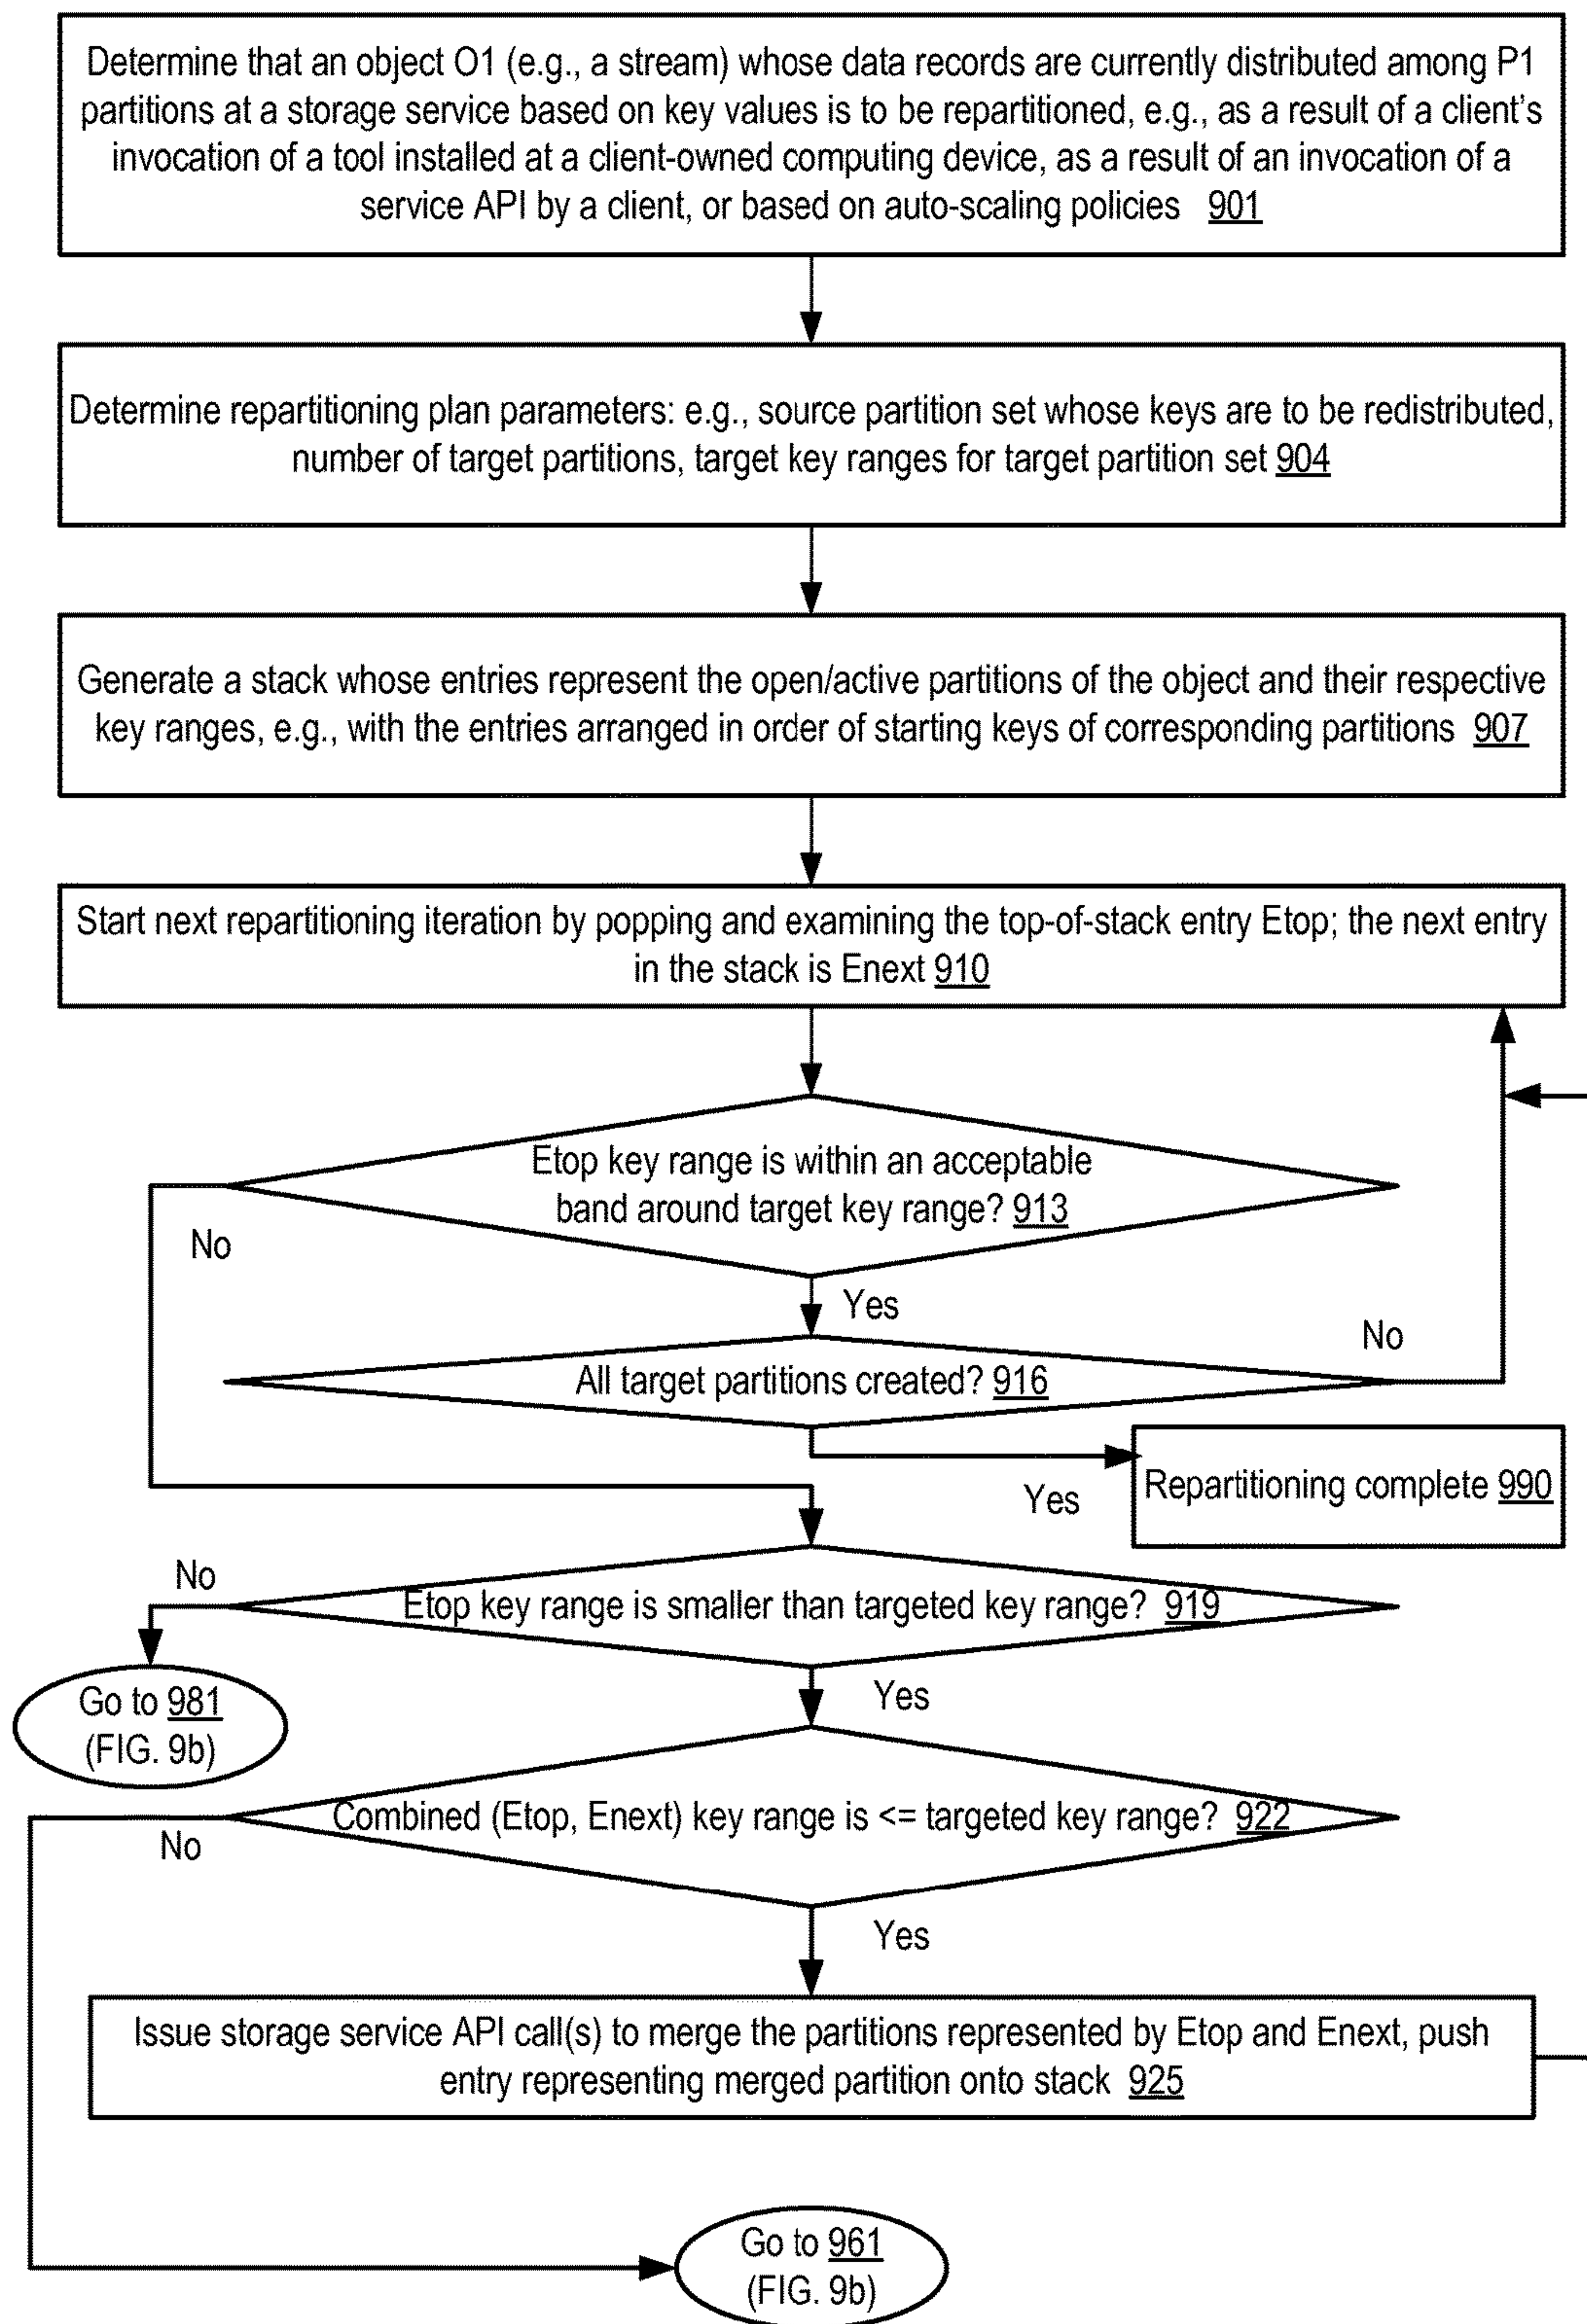 Determine that an object O1 (e.g., a stream) whose data records are currently distributed among P1
partitions at a storage service based on key values is to be repartitioned, e.g., as a result of a client's
invocation of a tool installed at a client-owned computing device, as a result of an invocation of a
service API by a client, or based on auto-scaling policies 901
Determine repartitioning plan parameters: e.g., source partition set whose keys are to be redistributed,
number of target partitions, target key ranges for target partition set 904
Generate a stack whose entries represent the open/active partitions of the object and their respective
key ranges, e.g., with the entries arranged in order of starting keys of corresponding partitions 907
Start next repartitioning iteration by popping and examining the top-of-stack entry Etop; the next entry
in the stack is Enext 910
Etop key range is within an acceptable
band around target key range? 913
No
Yes
No
All target partitions created? 916
Yes
Repartitioning complete 990
No
Etop key range is smaller than targeted key range? 919
Go to 981
(FIG. 9b)
Yes
Combined (Etop, Enext) key range is <= targeted key range? 922
No
Yes
Issue storage service API call(s) to merge the partitions represented by Etop and Enext, push
entry representing merged partition onto stack 925
Go to 961
(FIG. 9b)